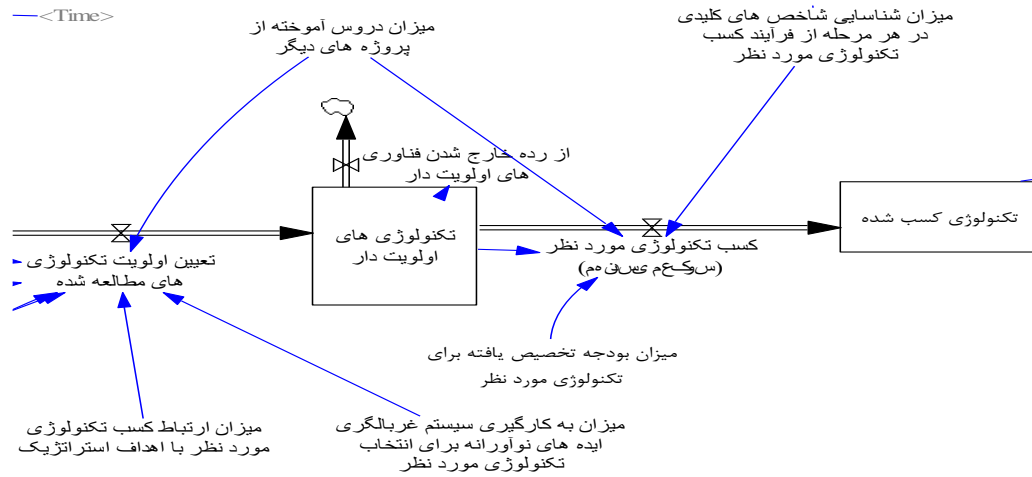 <Time>
میزان دروس آموخته از
پروژه های دیگر
میزان شناسایی شاخص های کلیدی
در هر مرحله از فرآیند کسب
تکنولوژی مورد نظر
از رده خارج شدن فناوری
های اولویت دار
تکنولوژی های
اولویت دار
تکنولوژی کسب شده
کسب تکنولوژی مورد نظر
تعیین اولویت تکنولوژی
های مطالعه شده
میزان بودجه تخصیص یافته برای
تکنولوژی مورد نظر
میزان به کارگیری سیستم غربالگری
ایده های نوآورانه برای انتخاب
تکنولوژی مورد نظر
میزان ارتباط کسب تکنولوژی
مورد نظر با اهداف استراتژیک